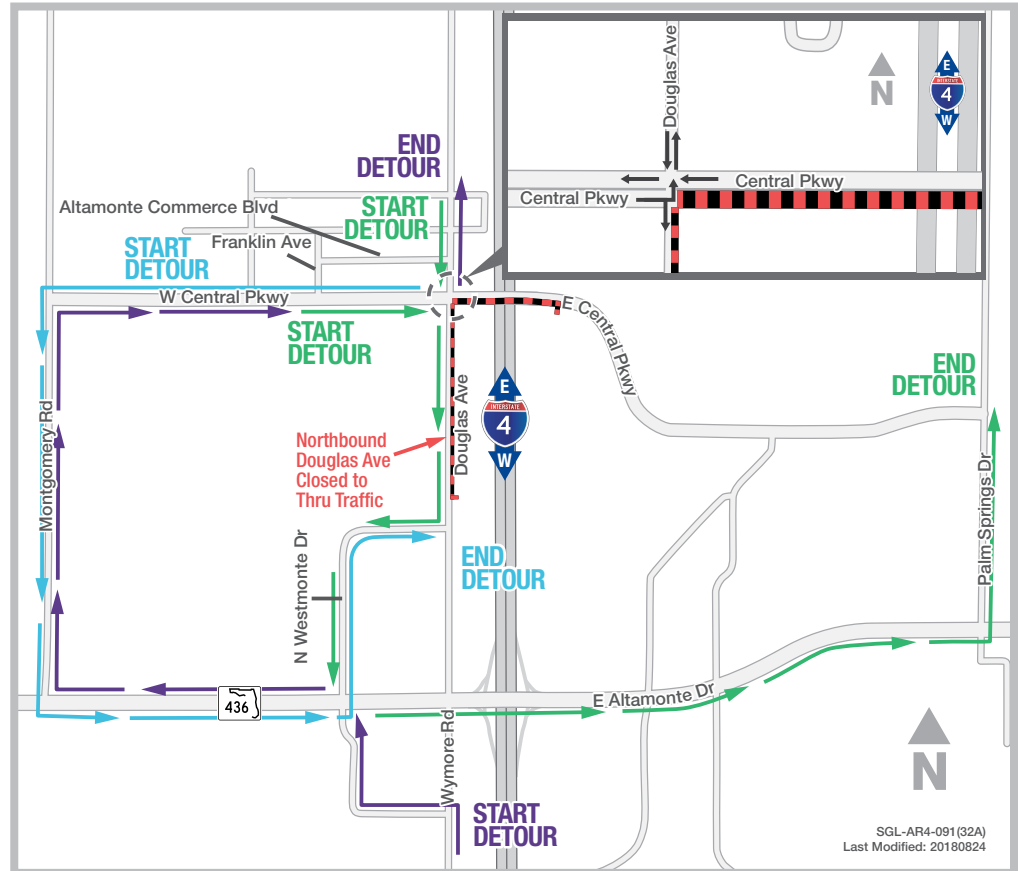 Douglas Ave
N
E
INTERSTATE
4
W
Central Pkwy
Central Pkwy
END
DETOUR
Altamonte Commerce Blvd
START
DETOUR
Franklin Ave
START
DETOUR
W Central Pkwy
START
DETOUR
E Central Pkwy
END
DETOUR
E
INTERSTATE
4
W
Montgomery Rd
Northbound
Douglas Ave
Closed to
Thru Traffic
Douglas Ave
Palm Springs Dr
END
DETOUR
N Westmonte Dr
436
E Altamonte Dr
Wymore Rd
START
DETOUR
N
SGL-AR4-091(32A)
Last Modified: 20180824